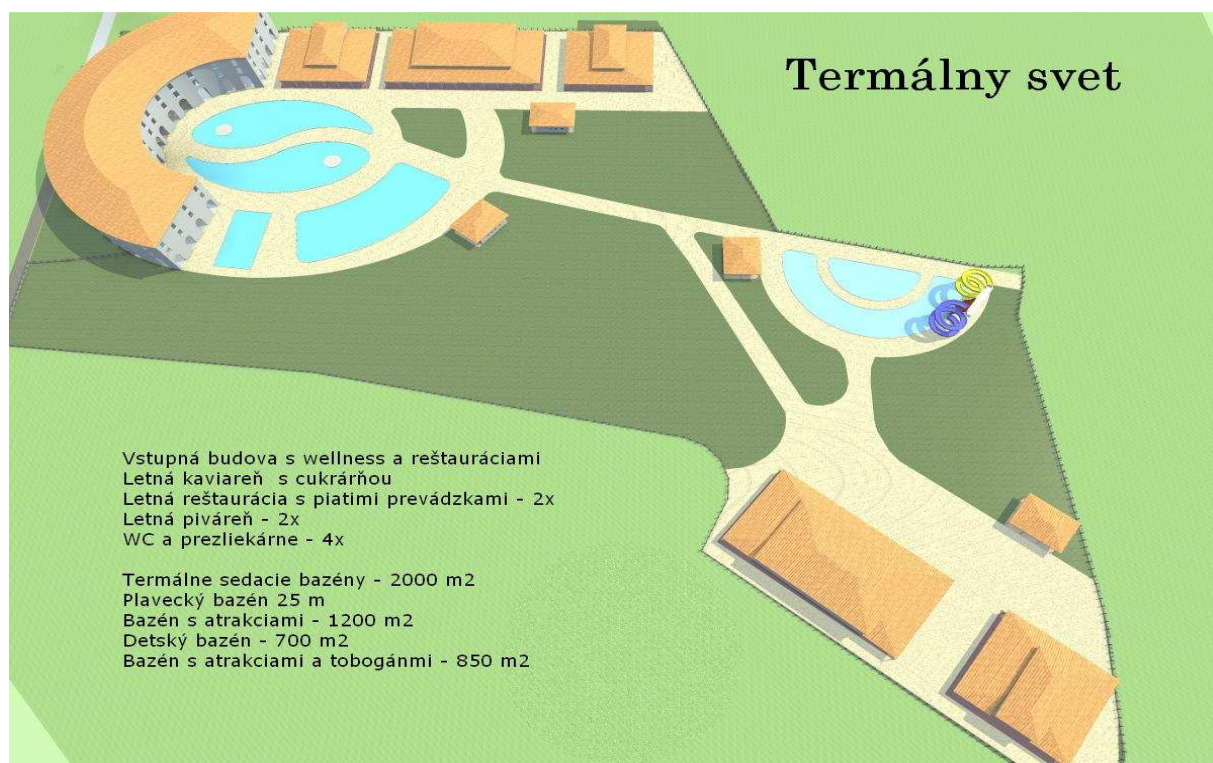 Termálny svet
Vstupná budova s wellness a reštauráciami
Letná kaviareň  s cukrárňou
Letná reštaurácia s piatimi prevádzkami - 2x
Letná piváreň - 2x
WC a prezliekárne - 4x
Termálne sedacie bazény - 2000 m2
Plavecký bazén 25 m
Bazén s atrakciami - 1200 m2
Detský bazén - 700 m2
Bazén s atrakciami a tobogánmi - 850 m2